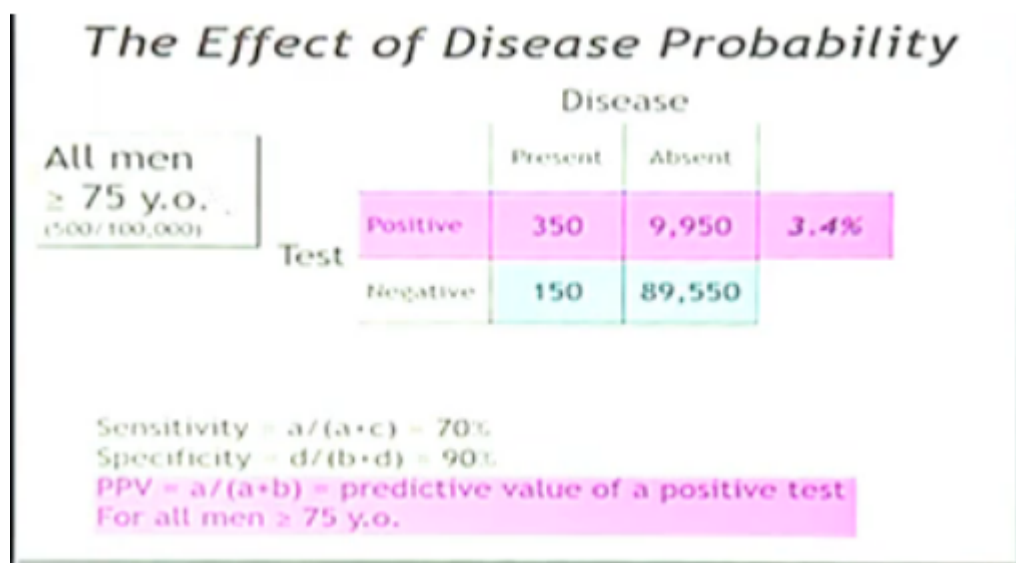 The Effect of Disease Probability
Disease
All men
≥ 75 y.o.
(500/100,000)
Present Absent
Test
Positive 350 9,950 3.4%
Negative 150 89,550
Sensitivity = a/(a+c) = 70%
Specificity = d/(b+d) = 90%
PPV = a/(a+b) = predictive value of a positive test
For all men ≥ 75 y.o.